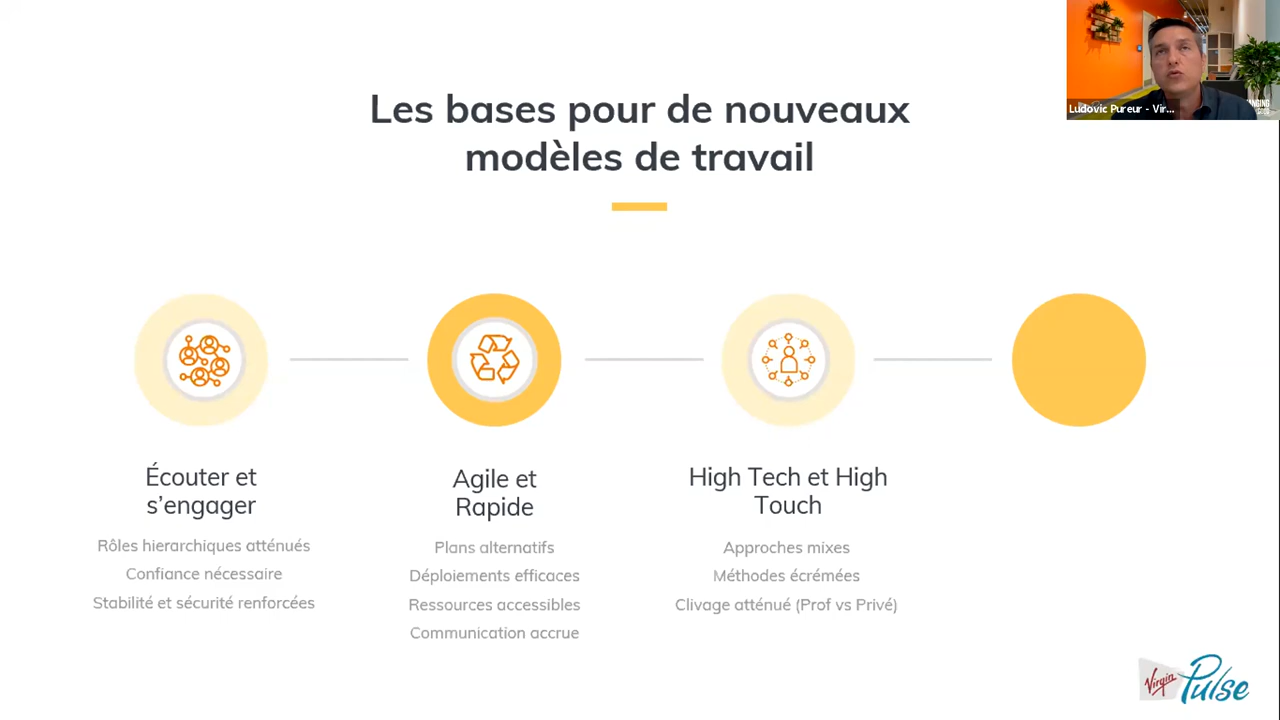 Les bases pour de nouveaux
modèles de travail
Ludovic Pureur - Vir...
Écouter et
s'engager
Rôles hierarchiques atténués
Confiance nécessaire
Stabilité et sécurité renforcées
Agile et
Rapide
Plans alternatifs
Déploiements efficaces
Ressources accessibles
Communication accrue
High Tech et High
Touch
Approches mixes
Méthodes écrémées
Clivage atténué (Prof vs Privé)
Virgin Pulse